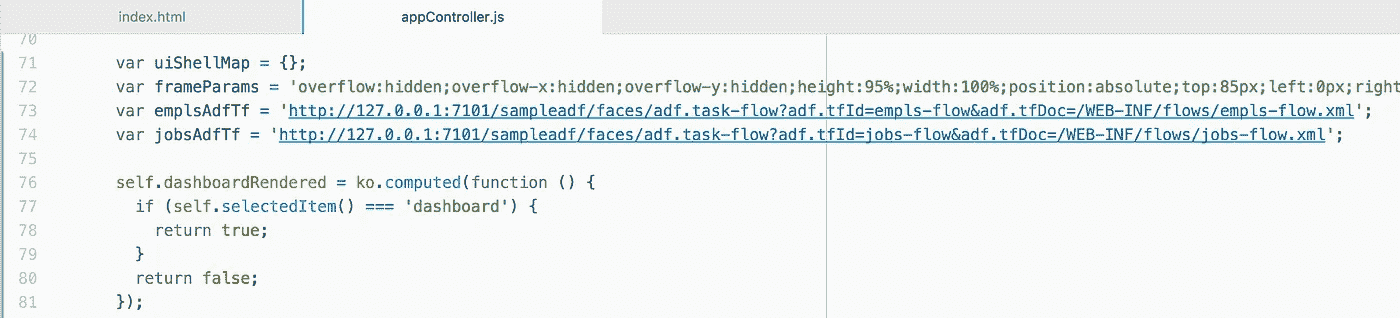 index.html
appController.js
70
71 var uiShellMap = {};
72 var frameParams = 'overflow:hidden;overflow-x:hidden;overflow-y:hidden;height:95%;width:100%;position:absolute;top:85px;left:0px;right
73 var emplsAdfTf = 'http://127.0.0.1:7101/sampleadf/faces/adf.task-flow?adf.tfId=empls-flow&adf.tfDoc=/WEB-INF/flows/empls-flow.xml';
74 var jobsAdfTf = 'http://127.0.0.1:7101/sampleadf/faces/adf.task-flow?adf.tfId=jobs-flow&adf.tfDoc=/WEB-INF/flows/jobs-flow.xml';
75
76 self.dashboardRendered = ko.computed(function () {
77 if (self.selectedItem() === 'dashboard') {
78 return true;
79 }
80 return false;
81 });